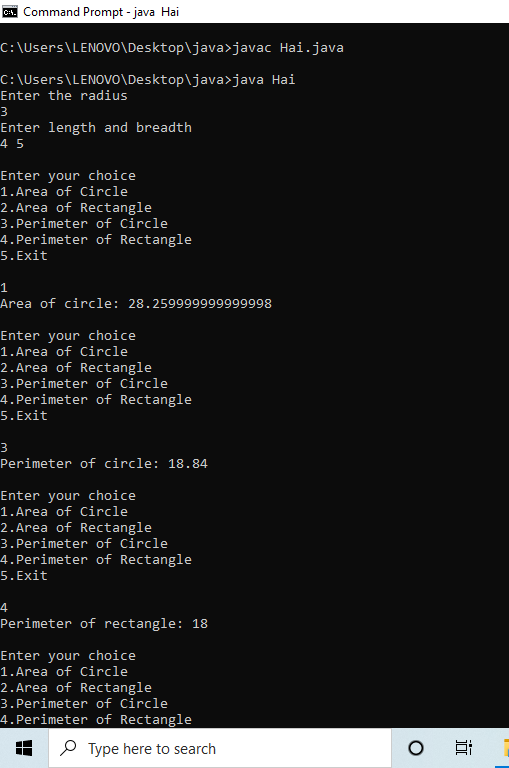 Command Prompt - java Hai
C:\Users\LENOVO\Desktop\java>javac Hai.java
C:\Users\LENOVO\Desktop\java>java Hai
Enter the radius
3
Enter length and breadth
4 5
Enter your choice
1.Area of Circle
2.Area of Rectangle
3.Perimeter of Circle
4.Perimeter of Rectangle
5.Exit
1
Area of circle: 28.259999999999998
Enter your choice
1.Area of Circle
2.Area of Rectangle
3.Perimeter of Circle
4.Perimeter of Rectangle
5.Exit
3
Perimeter of circle: 18.84
Enter your choice
1.Area of Circle
2.Area of Rectangle
3.Perimeter of Circle
4.Perimeter of Rectangle
5.Exit
4
Perimeter of rectangle: 18
Enter your choice
1.Area of Circle
2.Area of Rectangle
3.Perimeter of Circle
4.Perimeter of Rectangle
Type here to search